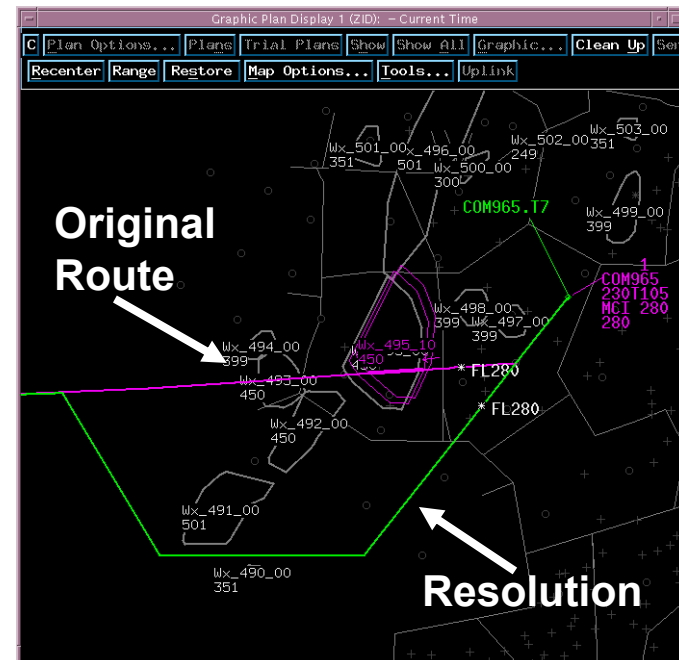 Graphic Plan Display 1 (ZID): - Current Time
C Plan Options... Plans Trial Plans Show Show All Graphic... Clean Up
Recenter Range Restore Map Options... Tools... Uplink
Wx_501_00
351
x_496_00
501
Wx_500_00
300
Wx_502_00
249
Wx_503_00
351
COM965.T7
Wx_499_00
399
Original
Route
1
COM965
230T105
MCI 280
280
Wx_498_00
399
Wx_497_00
399
Wx_495_10
450
Wx_494_00
399
Wx_493_00
450
* FL280
* FL280
Wx_492_00
450
Wx_491_00
501
Wx_490_00
351
Resolution